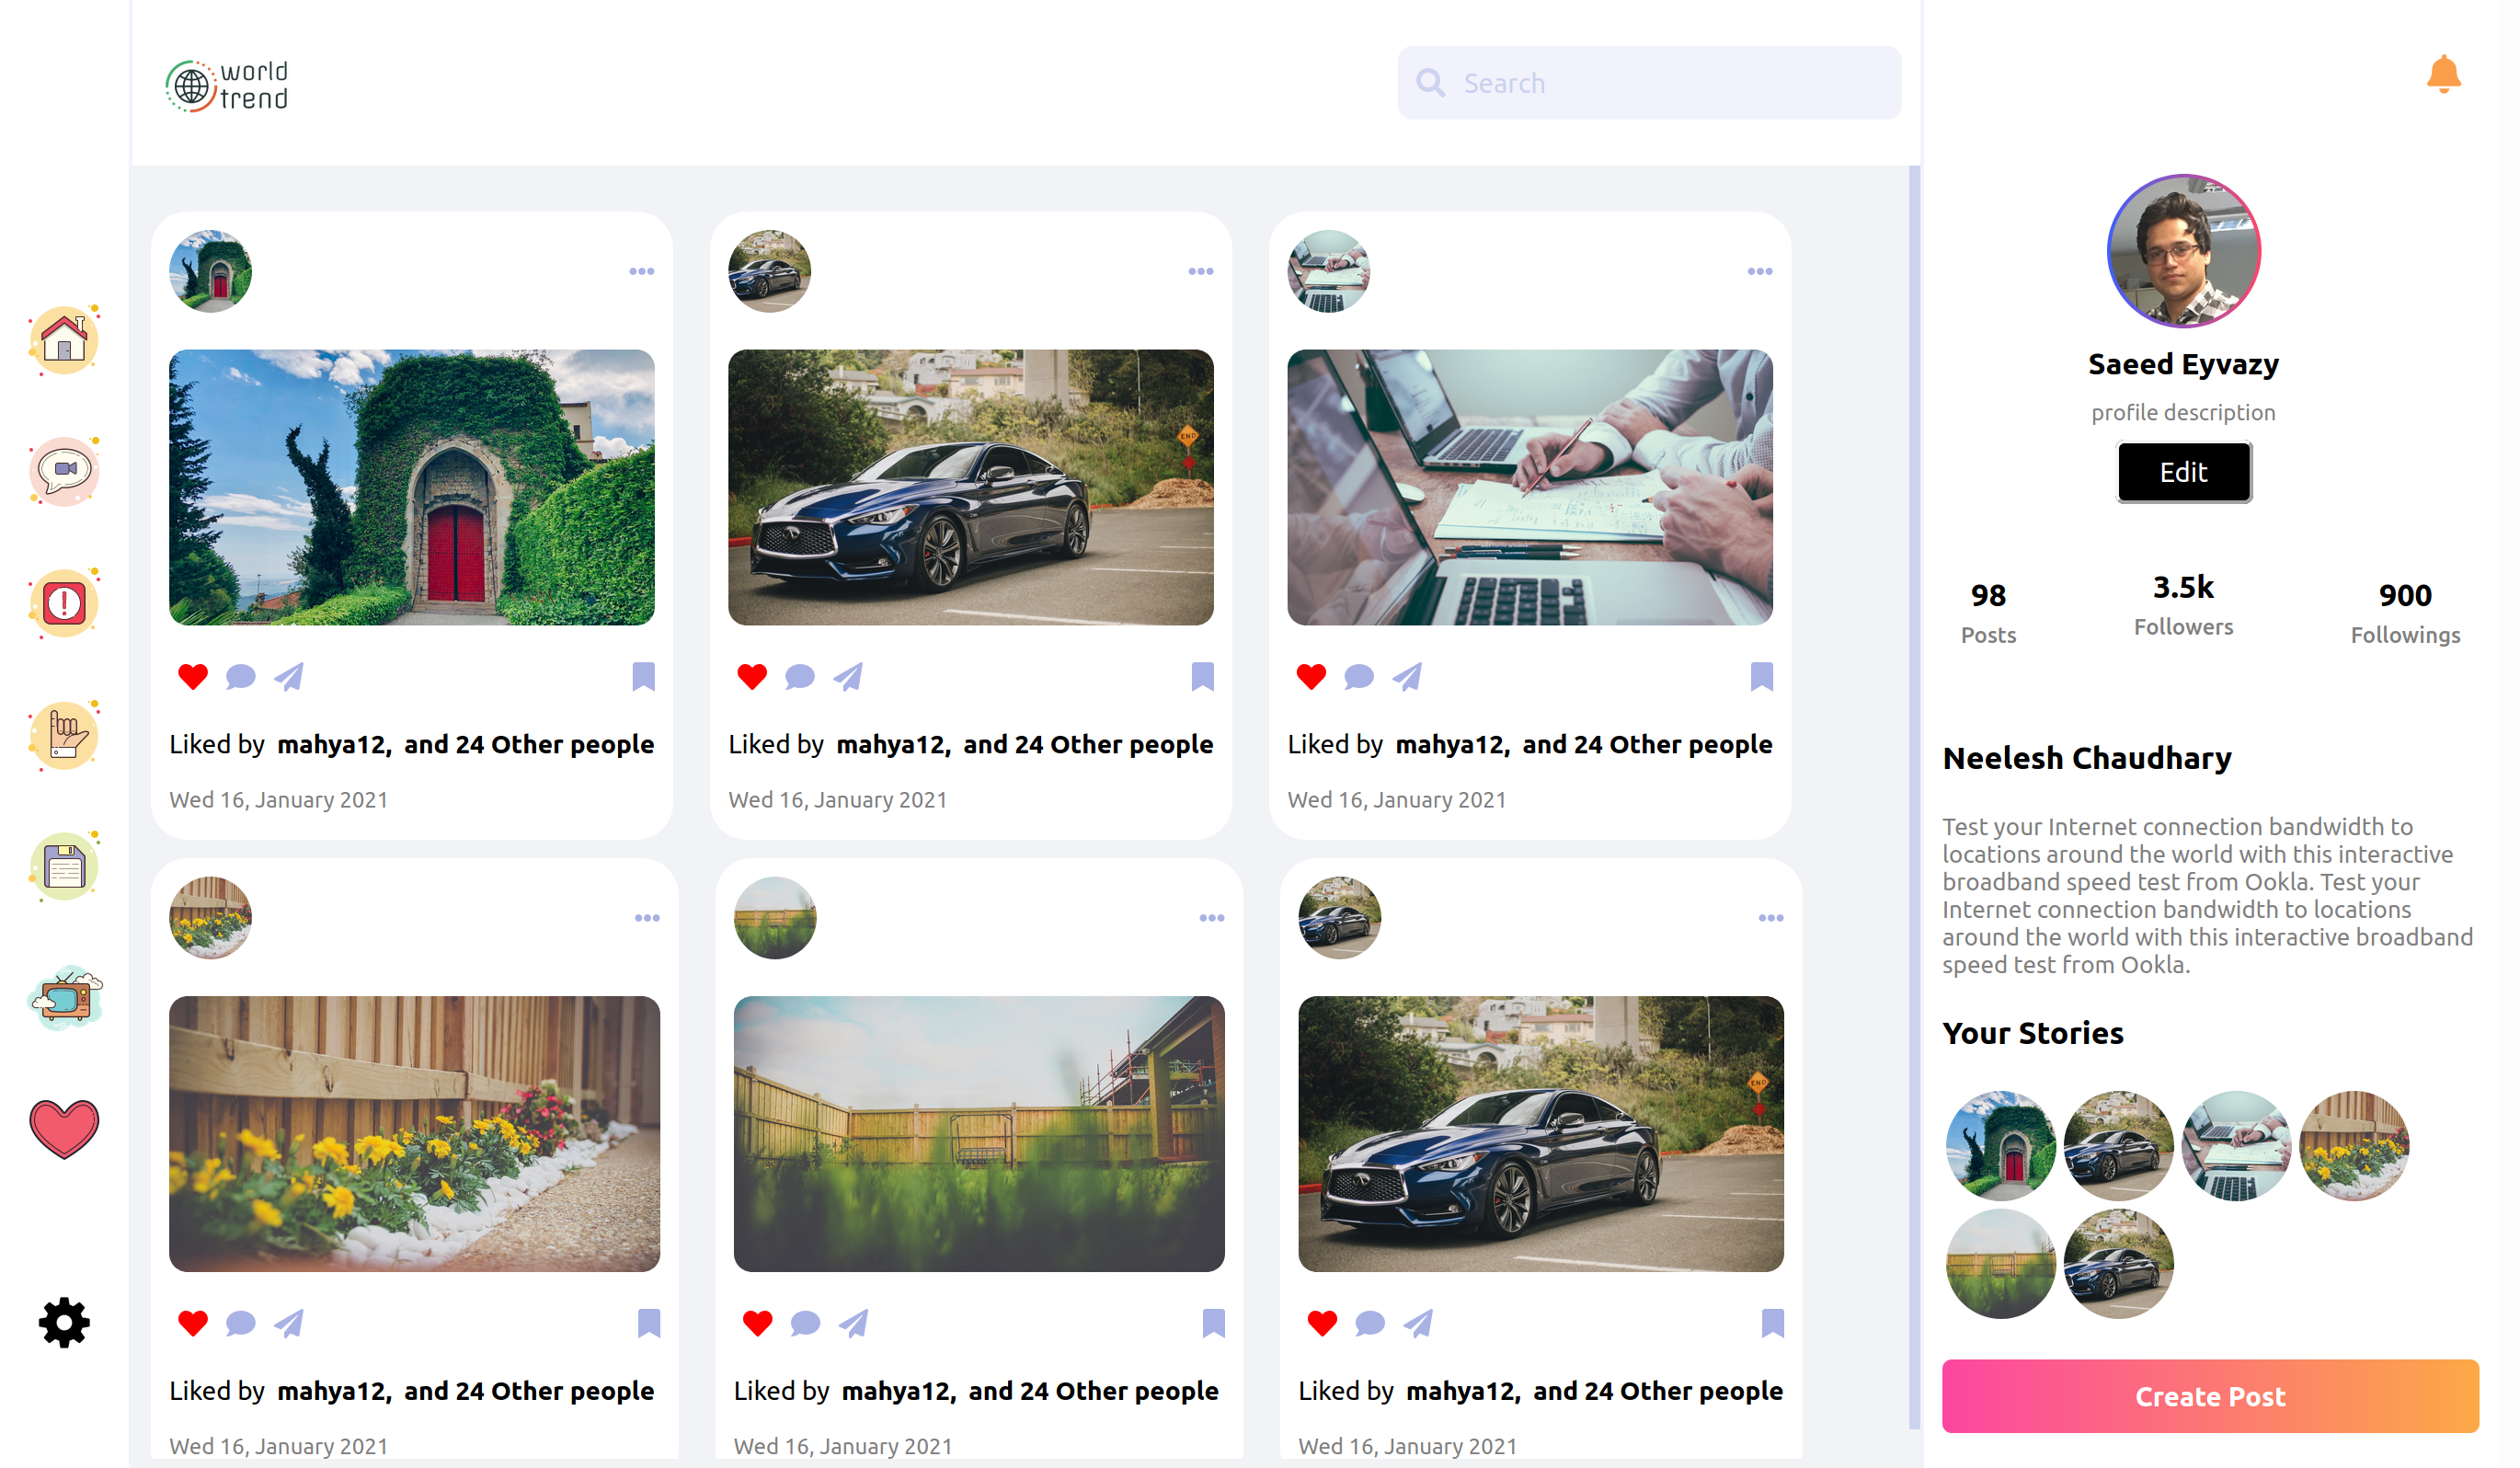 world
trend
Search
END
Liked by mahya12, and 24 Other people
Wed 16, January 2021
Liked by mahya12, and 24 Other people
Wed 16, January 2021
Liked by mahya12, and 24 Other people
Wed 16, January 2021
END
Liked by mahya12, and 24 Other people
Wed 16, January 2021
Liked by mahya12, and 24 Other people
Wed 16, January 2021
Liked by mahya12, and 24 Other people
Wed 16, January 2021
Saeed Eyvazy
profile description
Edit
98
Posts
3.5k
Followers
900
Followings
Neelesh Chaudhary
Test your Internet connection bandwidth to
locations around the world with this interactive
broadband speed test from Ookla. Test your
Internet connection bandwidth to locations
around the world with this interactive broadband
speed test from Ookla.
Your Stories
Create Post